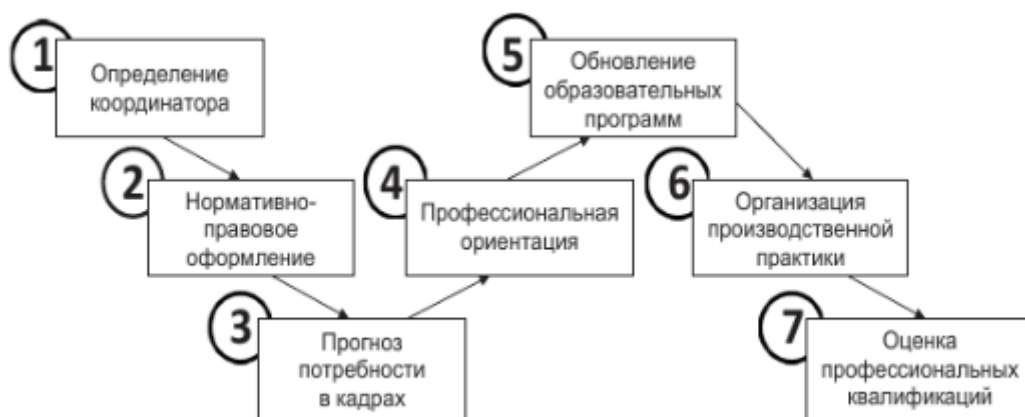 1
Определение
координатора
2
Нормативно-
правовое
оформление
3
Прогноз
потребности
в кадрах
4
Профессиональная
ориентация
5
Обновление
образовательных
программ
6
Организация
производственной
практики
7
Оценка
профессиональных
квалификаций